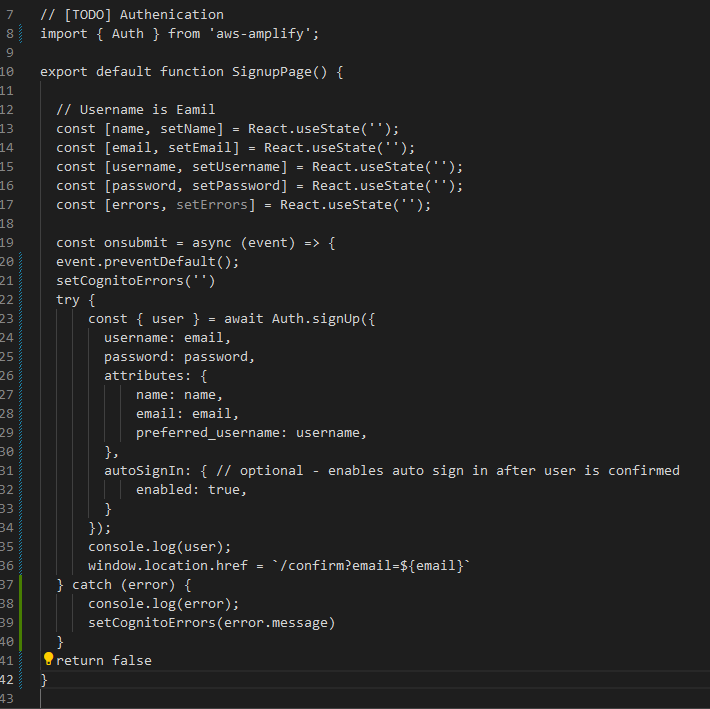 7 // [TODO] Authenication
8 import { Auth } from 'aws-amplify';
9
10 export default function SignupPage() {
11
12 // Username is Eamil
13 const [name, setName] = React.useState('');
14 const [email, setEmail] = React.useState('');
15 const [username, setUsername] = React.useState('');
16 const [password, setPassword] = React.useState('');
17 const [errors, setErrors] = React.useState('');
18
19 const onsubmit = async (event) => {
20 event.preventDefault();
21 setCognitoErrors('')
22 try {
23 const { user } = await Auth.signUp({
24 username: email,
25 password: password,
26 attributes: {
27 name: name,
28 email: email,
29 preferred_username: username,
30 },
31 autoSignIn: { // optional - enables auto sign in after user is confirmed
32 enabled: true,
33 }
34 });
35 console.log(user);
36 window.location.href = `/confirm?email=${email}`
37 } catch (error) {
38 console.log(error);
39 setCognitoErrors(error.message)
40 }
41 return false
42 }
43